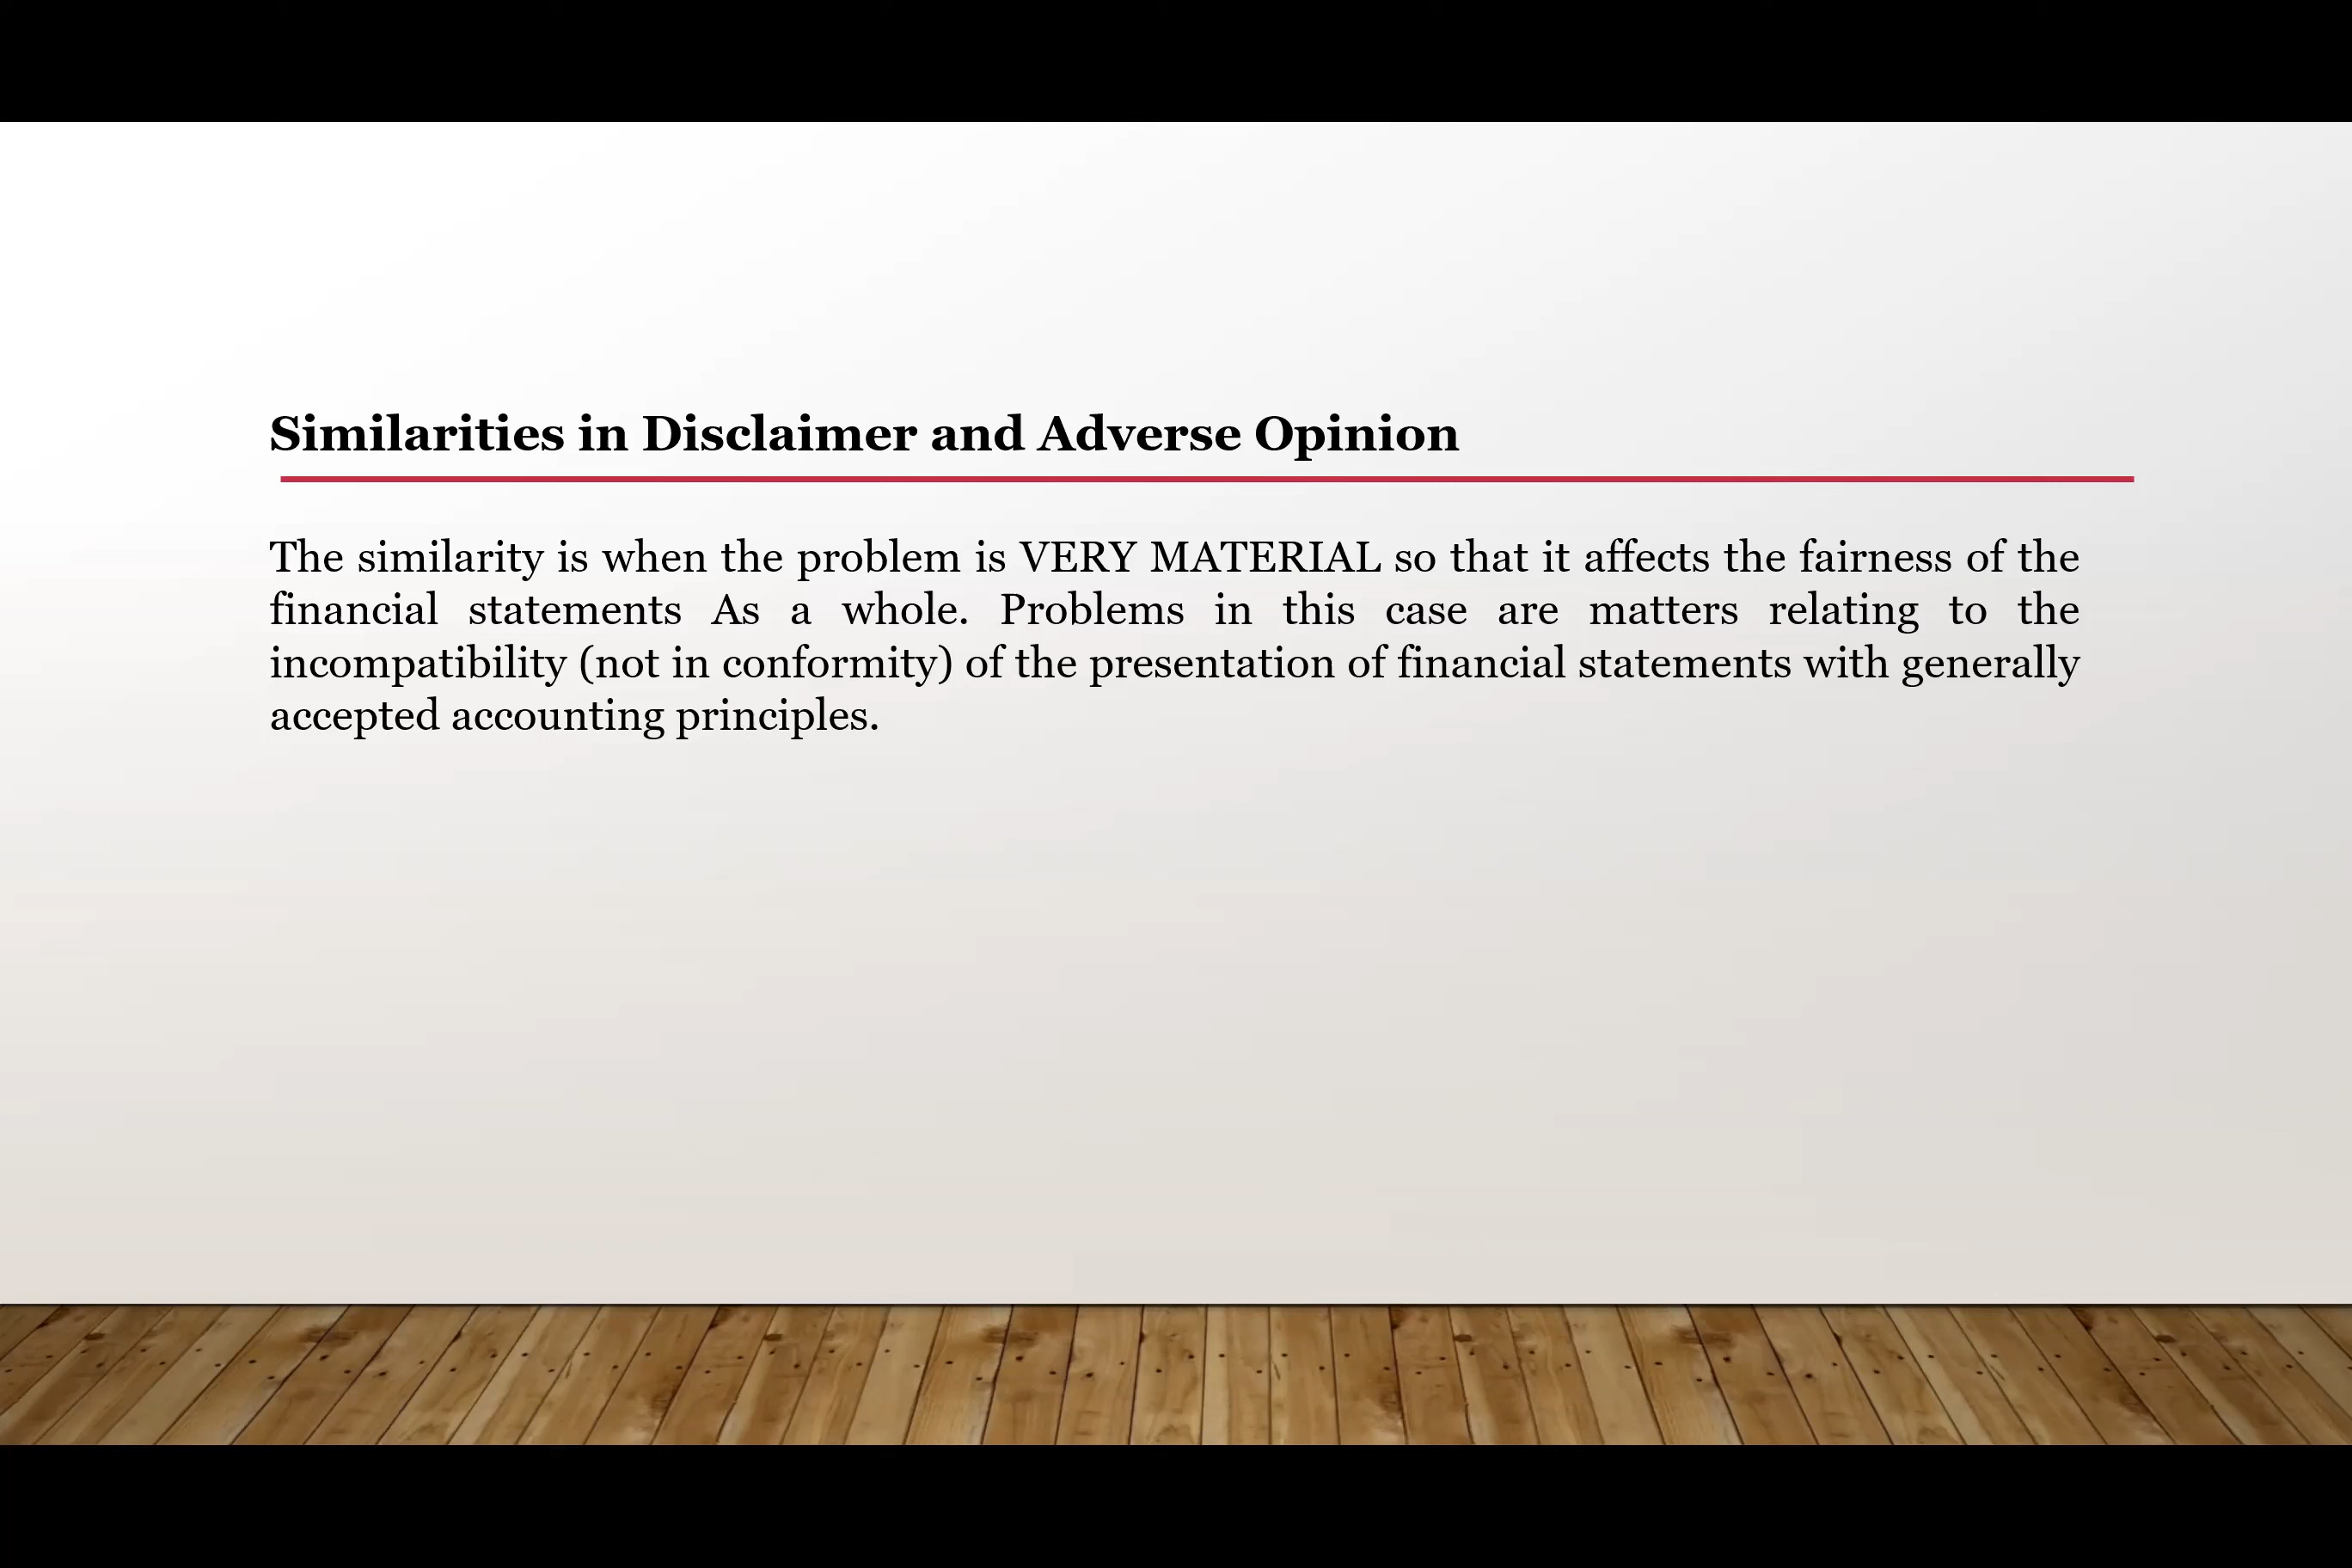 Similarities in Disclaimer and Adverse Opinion
The similarity is when the problem is VERY MATERIAL so that it affects the fairness of the
financial statements As a whole. Problems in this case are matters relating to the
incompatibility (not in conformity) of the presentation of financial statements with generally
accepted accounting principles.